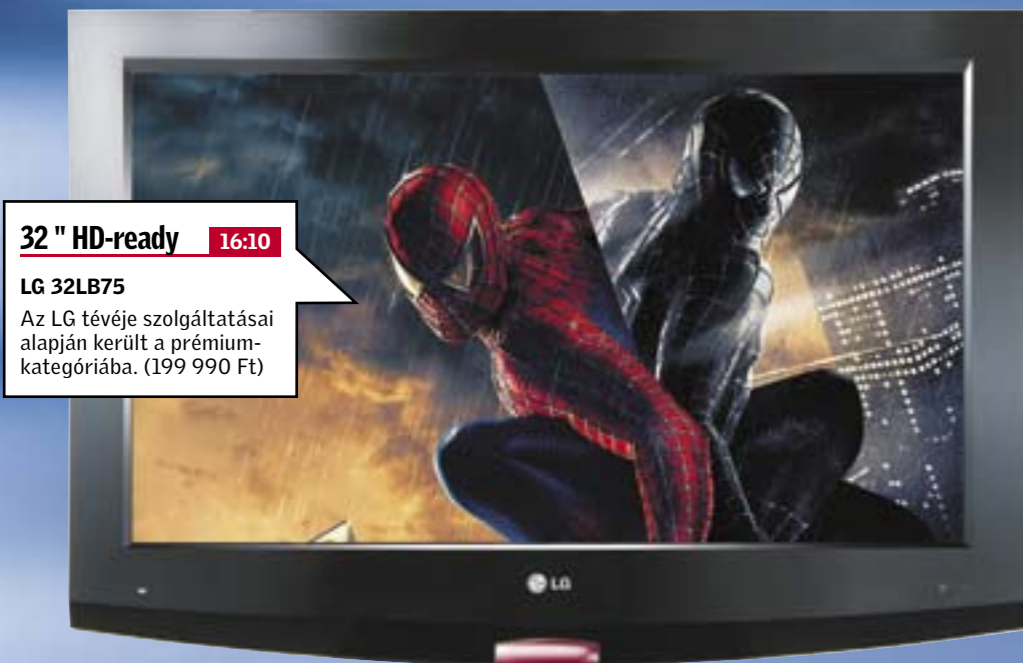 32 " HD-ready 16:10
LG 32LB75
Az LG tévéje szolgáltatásai
alapján került a prémium-
kategóriába. (199 990 Ft)
LG